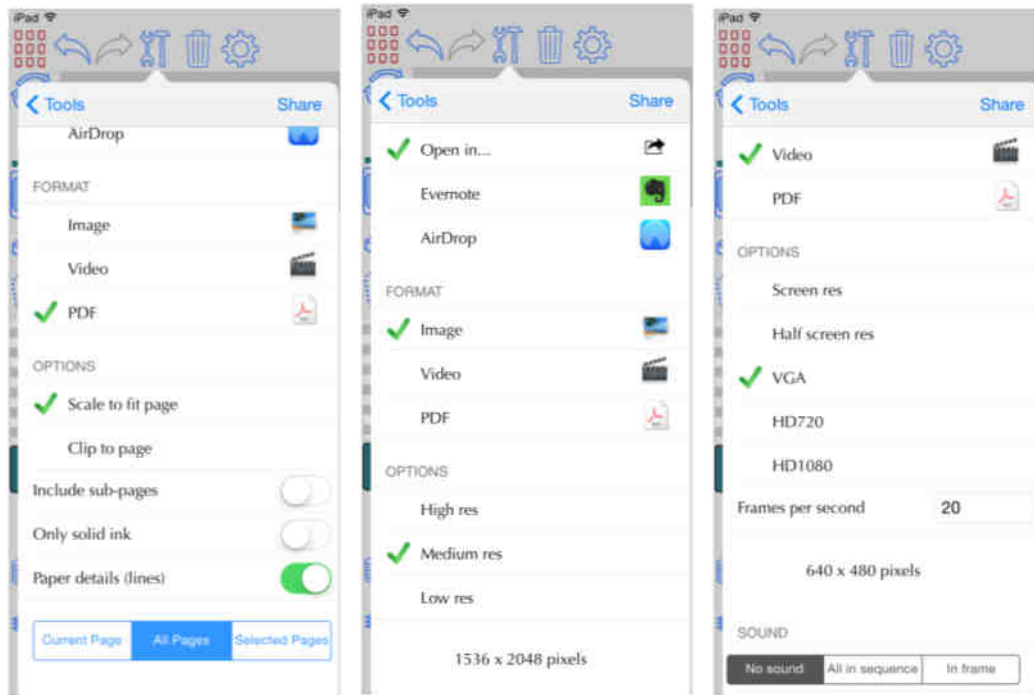 iPad
Tools
Share
AirDrop
FORMAT
Image
Video
PDF
OPTIONS
Scale to fit page
Clip to page
Include sub-pages
Only solid ink
Paper details (lines)
Current Page
All Pages
Selected Pages
iPad
Tools
Share
Open in...
Evernote
AirDrop
FORMAT
Image
Video
PDF
OPTIONS
High res
Medium res
Low res
1536 x 2048 pixels
iPad
Tools
Share
Video
PDF
OPTIONS
Screen res
Half screen res
VGA
HD720
HD1080
Frames per second 20
640 x 480 pixels
SOUND
No sound
All in sequence
In frame